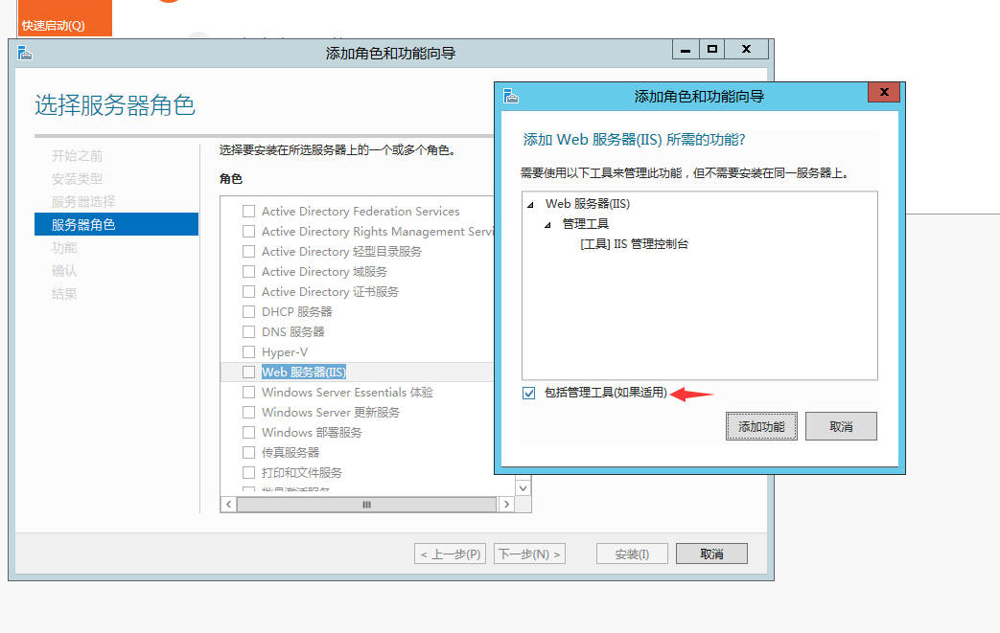 快速启动(Q)
添加角色和功能向导
选择服务器角色
开始之前
安装类型
服务器选择
服务器角色
功能
确认
结果
选择要安装在所选服务器上的一个或多个角色。
角色
Active Directory Federation Services
Active Directory Rights Management Servi
Active Directory 轻型目录服务
Active Directory 域服务
Active Directory 证书服务
DHCP 服务器
DNS 服务器
Hyper-V
Web 服务器(IIS)
Windows Server Essentials 体验
Windows Server 更新服务
Windows 部署服务
传真服务器
打印和文件服务
< 上一步(P)
下一步(N) >
安装(I)
取消
添加角色和功能向导
添加 Web 服务器(IIS) 所需的功能?
需要使用以下工具来管理此功能，但不需要安装在同一服务器上。
Web 服务器(IIS)
管理工具
[工具] IIS 管理控制台
包括管理工具(如果适用)
添加功能
取消